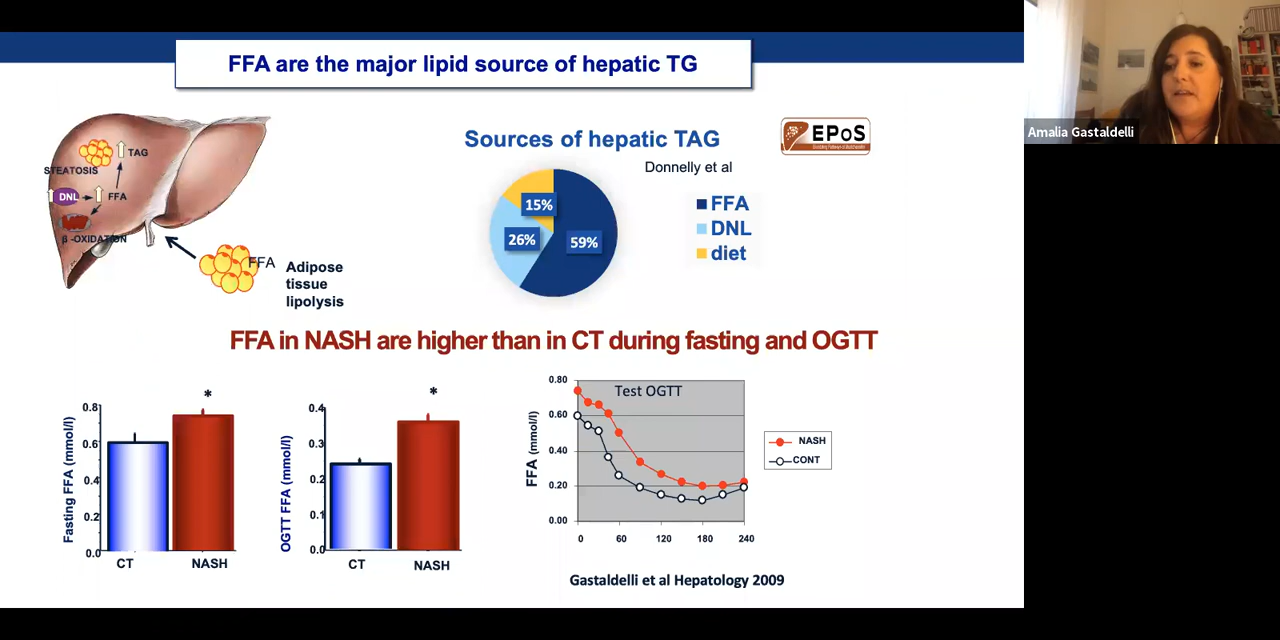 FFA are the major lipid source of hepatic TG
Amalia Gastaldelli
TAG
STEATOSIS
DNL
FFA
β -OXIDATION
FFA
Adipose
tissue
lipolysis
Sources of hepatic TAG
Donnelly et al
EPoS
15%
26%
59%
FFA
DNL
diet
FFA in NASH are higher than in CT during fasting and OGTT
Fasting FFA (mmol/l)
0.8
0.6
0.4
0.2
0.0
*
CT
NASH
OGTT FFA (mmol/l)
0.4
0.3
0.2
0.1
0.0
*
CT
NASH
FFA (mmol/l)
0.80
0.60
0.40
0.20
0.00
Test OGTT
0
60
120
180
240
NASH
CONT
Gastaldelli et al Hepatology 2009